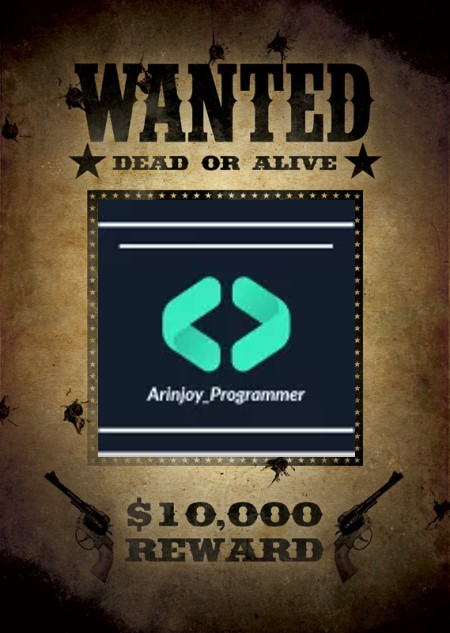 WANTED
DEAD OR ALIVE
Arinjoy_Programmer
$10,000
REWARD